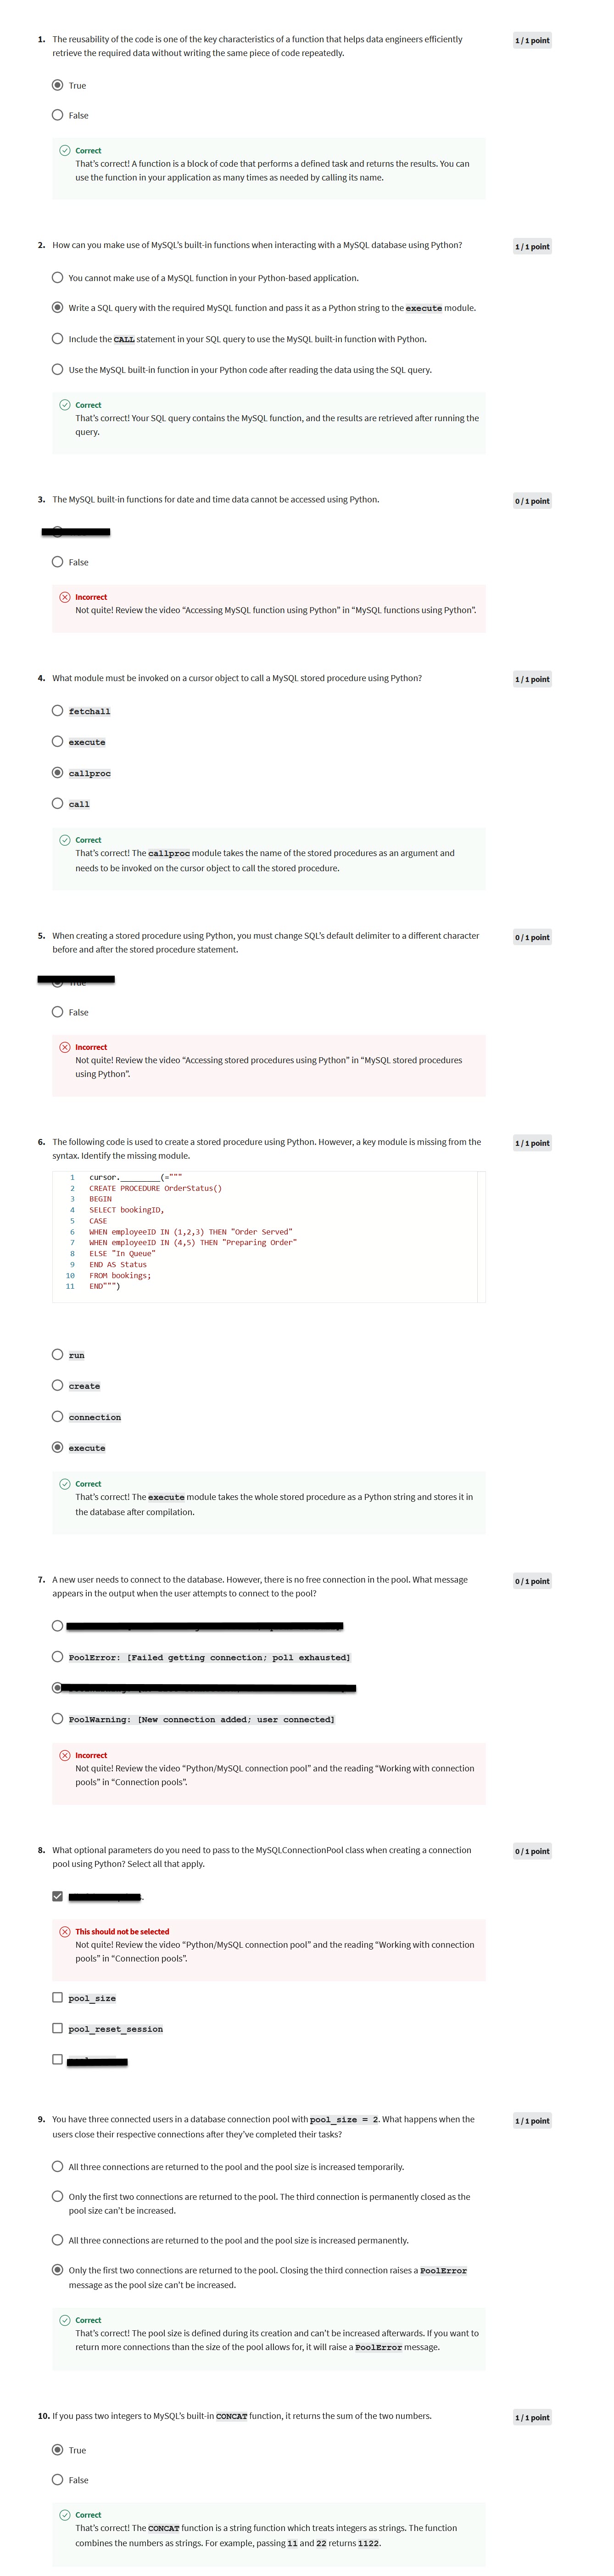 1. The reusability of the code is one of the key characteristics of a function that helps data engineers efficiently
retrieve the required data without writing the same piece of code repeatedly.
1 / 1 point
True
False
Correct
That's correct! A function is a block of code that performs a defined task and returns the results. You can
use the function in your application as many times as needed by calling its name.
2. How can you make use of MySQL's built-in functions when interacting with a MySQL database using Python?
1 / 1 point
You cannot make use of a MySQL function in your Python-based application.
Write a SQL query with the required MySQL function and pass it as a Python string to the execute module.
Include the CALL statement in your SQL query to use the MySQL built-in function with Python.
Use the MySQL built-in function in your Python code after reading the data using the SQL query.
Correct
That's correct! Your SQL query contains the MySQL function, and the results are retrieved after running the
query.
3. The MySQL built-in functions for date and time data cannot be accessed using Python.
0 / 1 point
False
Incorrect
Not quite! Review the video “Accessing MySQL function using Python” in “MySQL functions using Python”.
4. What module must be invoked on a cursor object to call a MySQL stored procedure using Python?
1 / 1 point
fetchall
execute
callproc
call
Correct
That's correct! The callproc module takes the name of the stored procedures as an argument and
needs to be invoked on the cursor object to call the stored procedure.
5. When creating a stored procedure using Python, you must change SQL's default delimiter to a different character
before and after the stored procedure statement.
0 / 1 point
True
False
Incorrect
Not quite! Review the video “Accessing stored procedures using Python” in “MySQL stored procedures
using Python”.
6. The following code is used to create a stored procedure using Python. However, a key module is missing from the
syntax. Identify the missing module.
1 / 1 point
1 cursor.________(="""
2 CREATE PROCEDURE OrderStatus()
3 BEGIN
4 SELECT bookingID,
5 CASE
6 WHEN employeeID IN (1,2,3) THEN "Order Served"
7 WHEN employeeID IN (4,5) THEN "Preparing Order"
8 ELSE "In Queue"
9 END AS Status
10 FROM bookings;
11 END""")
run
create
connection
execute
Correct
That's correct! The execute module takes the whole stored procedure as a Python string and stores it in
the database after compilation.
7. A new user needs to connect to the database. However, there is no free connection in the pool. What message
appears in the output when the user attempts to connect to the pool?
0 / 1 point
PoolError: [Failed getting connection; poll exhausted]
PoolWarning: [New connection added; user connected]
Incorrect
Not quite! Review the video “Python/MySQL connection pool” and the reading “Working with connection
pools” in “Connection pools”.
8. What optional parameters do you need to pass to the MySQLConnectionPool class when creating a connection
pool using Python? Select all that apply.
0 / 1 point
This should not be selected
Not quite! Review the video “Python/MySQL connection pool” and the reading “Working with connection
pools” in “Connection pools”.
pool_size
pool_reset_session
9. You have three connected users in a database connection pool with pool_size = 2. What happens when the
users close their respective connections after they've completed their tasks?
1 / 1 point
All three connections are returned to the pool and the pool size is increased temporarily.
Only the first two connections are returned to the pool. The third connection is permanently closed as the
pool size can't be increased.
All three connections are returned to the pool and the pool size is increased permanently.
Only the first two connections are returned to the pool. Closing the third connection raises a PoolError
message as the pool size can't be increased.
Correct
That's correct! The pool size is defined during its creation and can't be increased afterwards. If you want to
return more connections than the size of the pool allows for, it will raise a PoolError message.
10. If you pass two integers to MySQL's built-in CONCAT function, it returns the sum of the two numbers.
1 / 1 point
True
False
Correct
That's correct! The CONCAT function is a string function which treats integers as strings. The function
combines the numbers as strings. For example, passing 11 and 22 returns 1122.